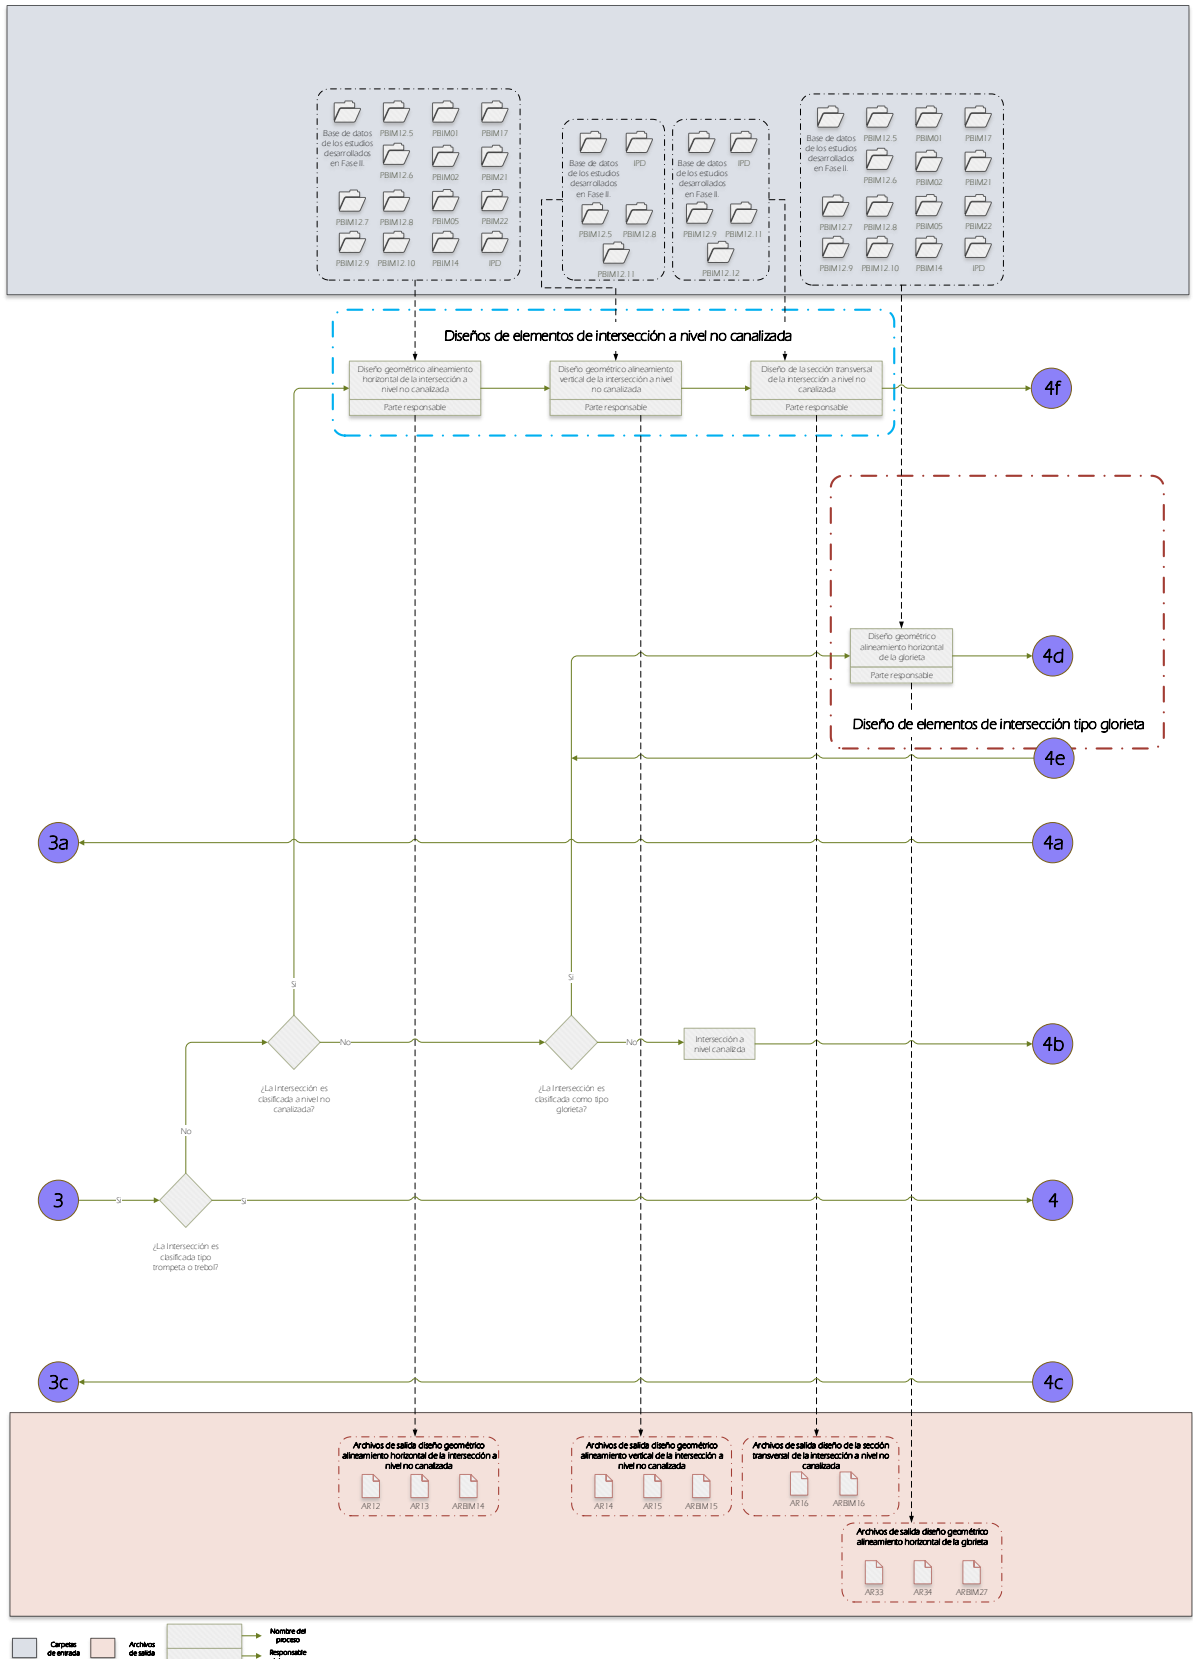 Base de datos
de los estudios
desarrollados
en Fase II.
PBIM12.5
PBIM01
PBIM17
PBIM12.6
PBIM02
PBIM21
PBIM12.7
PBIM12.8
PBIM05
PBIM22
PBIM12.9
PBIM12.10
PBIM14
IPD
Base de datos
de los estudios
desarrollados
en Fase II.
IPD
PBIM12.5
PBIM12.8
PBIM12.11
Base de datos
de los estudios
desarrollados
en Fase II.
IPD
PBIM12.9
PBIM12.11
PBIM12.12
Base de datos
de los estudios
desarrollados
en Fase II.
PBIM12.5
PBIM01
PBIM17
PBIM12.6
PBIM02
PBIM21
PBIM12.7
PBIM12.8
PBIM05
PBIM22
PBIM12.9
PBIM12.10
PBIM14
IPD
Diseños de elementos de intersección a nivel no canalizada
Diseño geométrico alineamiento
horizontal de la intersección a
nivel no canalizada
Parte responsable
Diseño geométrico alineamiento
vertical de la intersección a nivel
no canalizada
Parte responsable
Diseño de la sección transversal
de la intersección a nivel no
canalizada
Parte responsable
4f
Diseño geométrico
alineamiento horizontal
de la glorieta
Parte responsable
4d
Diseño de elementos de intersección tipo glorieta
4e
3a
4a
Si
Si
No
No
Intersección a
nivel canalizada
4b
¿La Intersección es
clasificada a nivel no
canalizada?
¿La Intersección es
clasificada como tipo
glorieta?
No
3
Si
Si
4
¿La Intersección es
clasificada tipo
trompeta o trebol?
3c
4c
Archivos de salida diseño geométrico
alineamiento horizontal de la intersección a
nivel no canalizada
AR12
AR13
ARBIM14
Archivos de salida diseño geométrico
alineamiento vertical de la intersección a
nivel no canalizada
AR14
AR15
ARBIM15
Archivos de salida diseño de la sección
transversal de la intersección a nivel no
canalizada
AR16
ARBIM16
Archivos de salida diseño geométrico
alineamiento horizontal de la glorieta
AR33
AR34
ARBIM27
Carpetas
de entrada
Archivos
de salida
Nombre del
proceso
Responsable